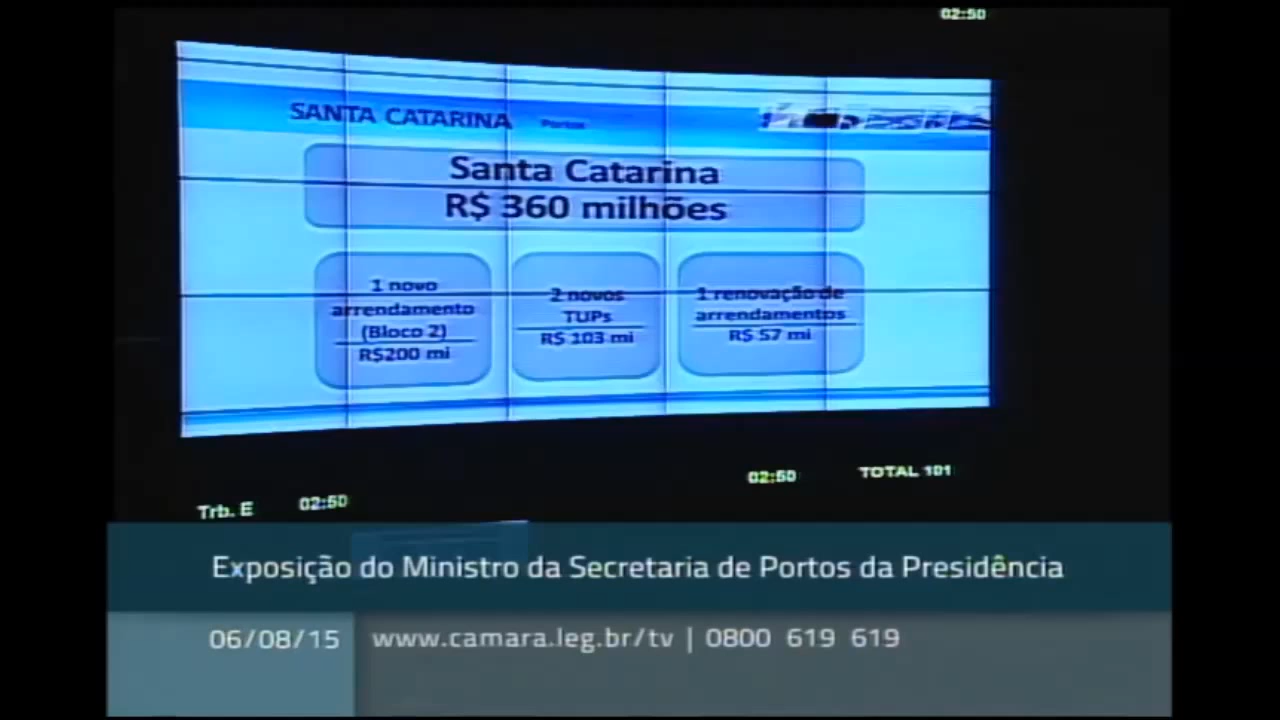 02:50
SANTA CATARINA Portos
Santa Catarina
R$ 360 milhões
1 novo
arrendamento
(Bloco 2)
R$200 mi
2 novos
TUPs
R$ 103 mi
1 renovação de
arrendamentos
R$ 57 mi
02:50 TOTAL 101
Trb. E 02:50
Exposição do Ministro da Secretaria de Portos da Presidência
06/08/15 www.camara.leg.br/tv | 0800 619 619